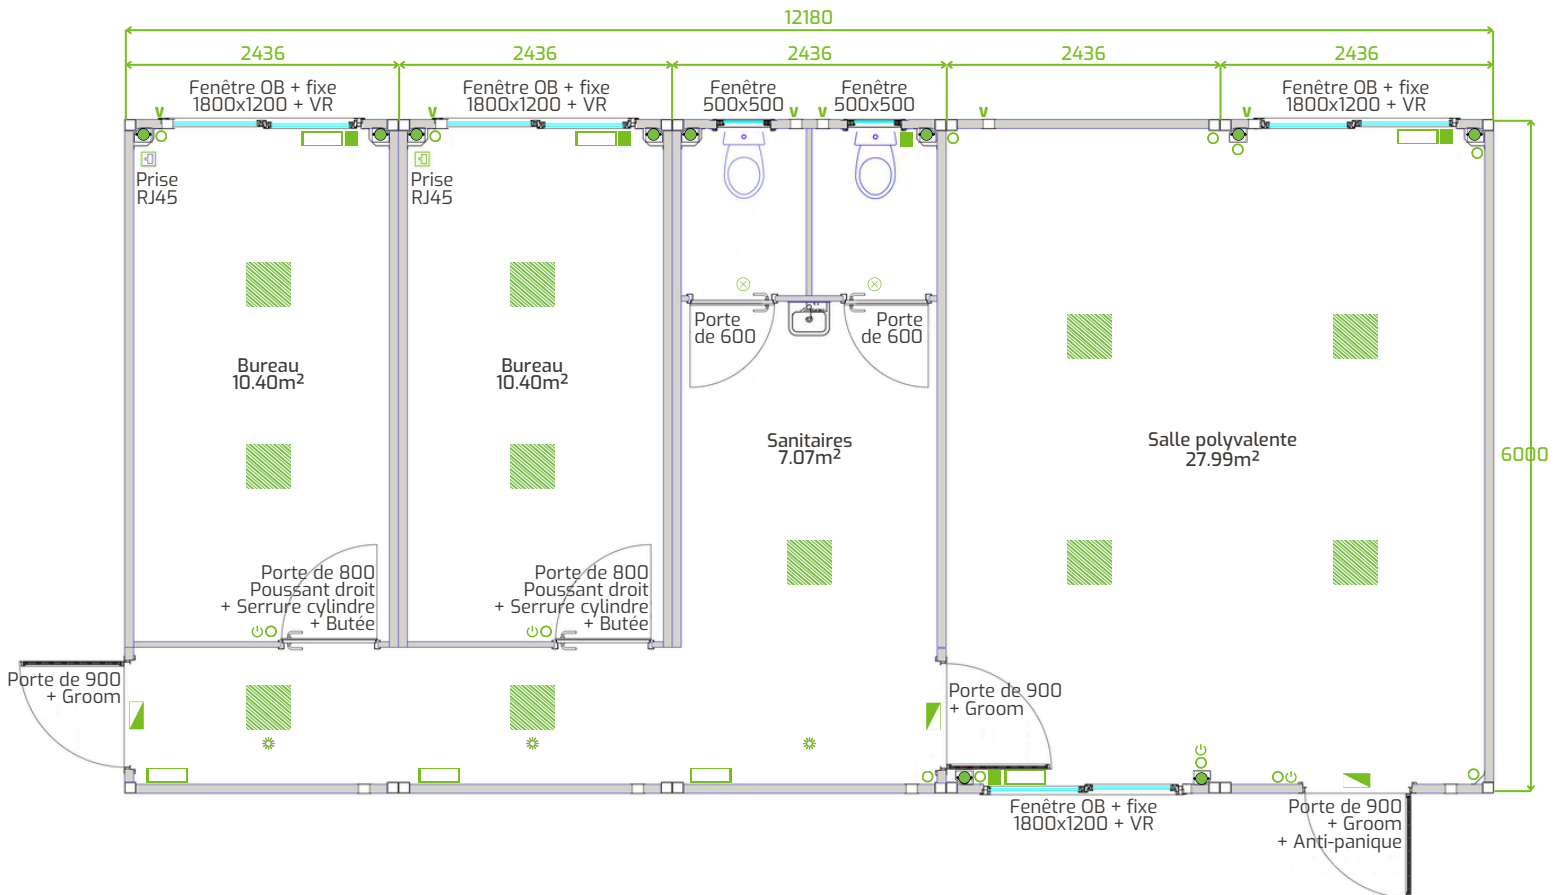 12180
2436
2436
2436
2436
2436
Fenêtre OB + fixe
1800x1200 + VR
Fenêtre OB + fixe
1800x1200 + VR
Fenêtre
500x500
Fenêtre
500x500
Fenêtre OB + fixe
1800x1200 + VR
v
v
v
v
v
v
Prise
RJ45
Prise
RJ45
Porte
de 600
Porte
de 600
Bureau
10.40m²
Bureau
10.40m²
Sanitaires
7.07m²
Salle polyvalente
27.99m²
6000
Porte de 800
Poussant droit
+ Serrure cylindre
+ Butée
Porte de 800
Poussant droit
+ Serrure cylindre
+ Butée
Porte de 900
+ Groom
Porte de 900
+ Groom
Fenêtre OB + fixe
1800x1200 + VR
Porte de 900
+ Groom
+ Anti-panique